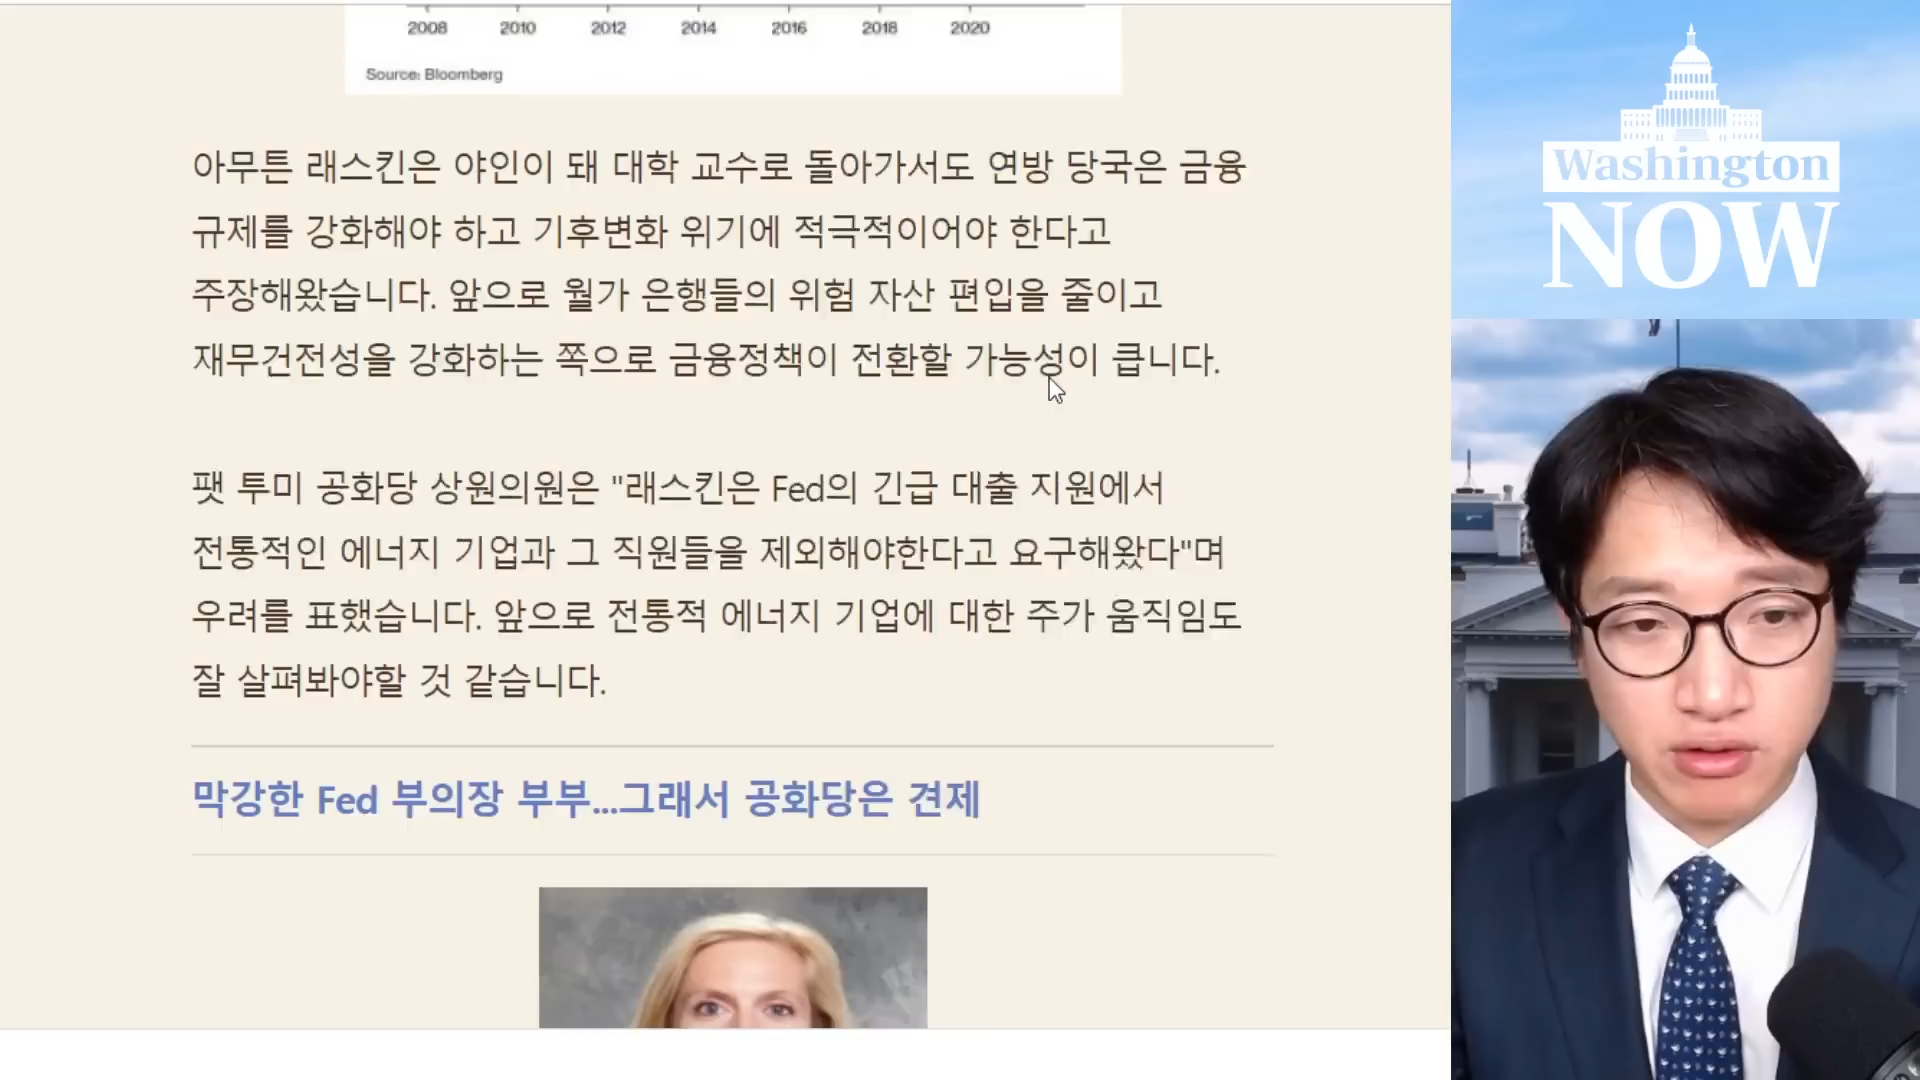 2008 2010 2012 2014 2016 2018 2020
Source: Bloomberg
아무튼 래스킨은 야인이 돼 대학 교수로 돌아가서도 연방 당국은 금융
규제를 강화해야 하고 기후변화 위기에 적극적이어야 한다고
주장해왔습니다. 앞으로 월가 은행들의 위험 자산 편입을 줄이고
재무건전성을 강화하는 쪽으로 금융정책이 전환할 가능성이 큽니다.
팻 투미 공화당 상원의원은 "래스킨은 Fed의 긴급 대출 지원에서
전통적인 에너지 기업과 그 직원들을 제외해야한다고 요구해왔다"며
우려를 표했습니다. 앞으로 전통적 에너지 기업에 대한 주가 움직임도
잘 살펴봐야할 것 같습니다.
막강한 Fed 부의장 부부...그래서 공화당은 견제
Washington
NOW